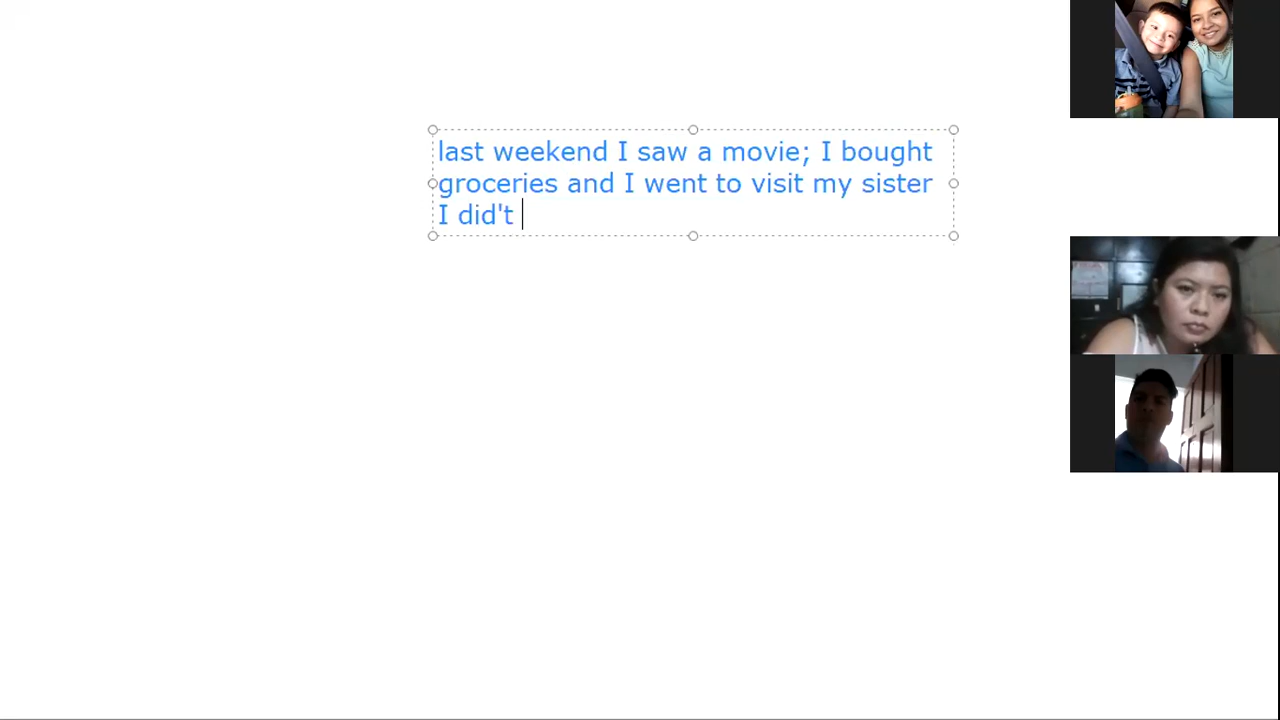 last weekend I saw a movie; I bought
groceries and I went to visit my sister
I did't